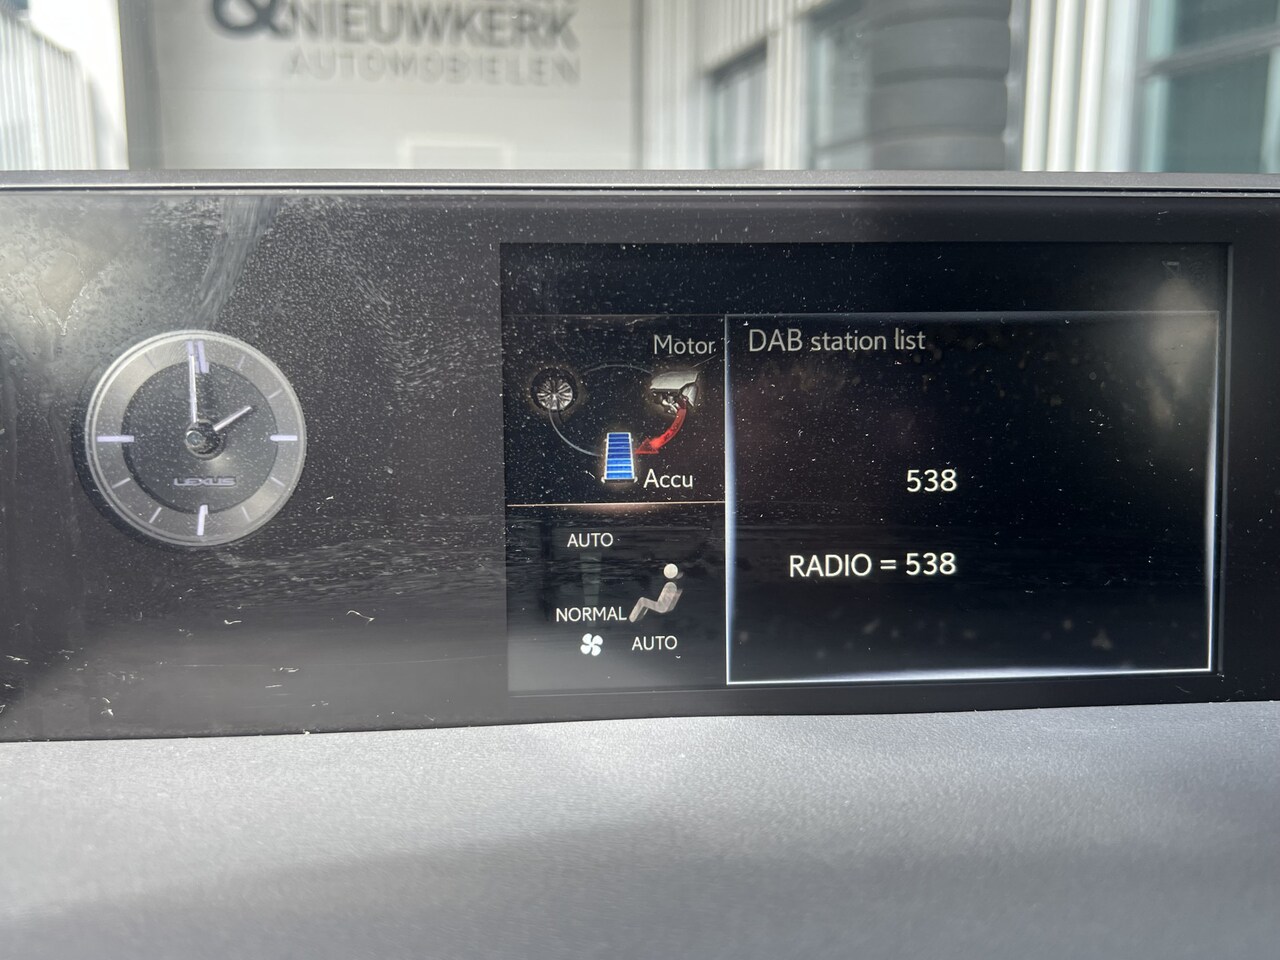 & NIEUWKERK
AUTOMOBIELEN
LEXUS
Motor
Accu
AUTO
NORMAL
AUTO
DAB station list
538
RADIO = 538